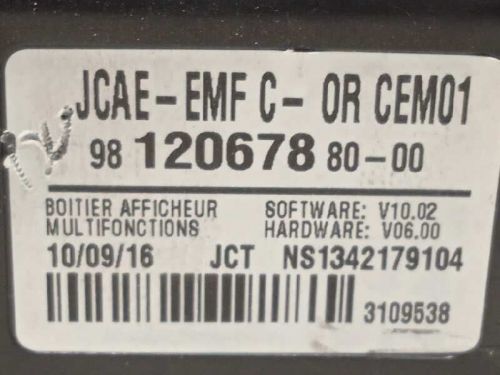 JCAE-EMF C- OR CEM01
98 120678 80-00
BOITIER AFFICHEUR SOFTWARE: V10.02
MULTIFONCTIONS HARDWARE: V06.00
10/09/16 JCT NS1342179104
3109538